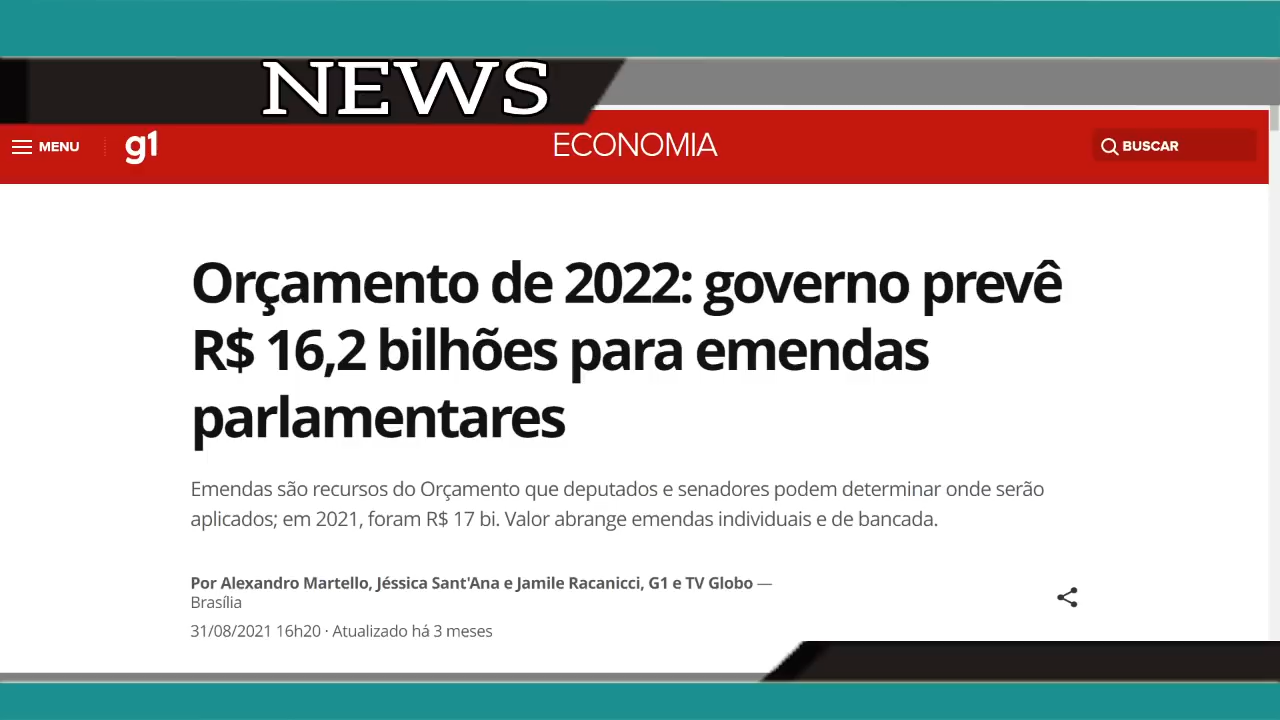 NEWS
MENU
g1
ECONOMIA
BUSCAR
Orçamento de 2022: governo prevê
R$ 16,2 bilhões para emendas
parlamentares
Emendas são recursos do Orçamento que deputados e senadores podem determinar onde serão
aplicados; em 2021, foram R$ 17 bi. Valor abrange emendas individuais e de bancada.
Por Alexandro Martello, Jéssica Sant'Ana e Jamile Racanicci, G1 e TV Globo —
Brasília
31/08/2021 16h20 · Atualizado há 3 meses